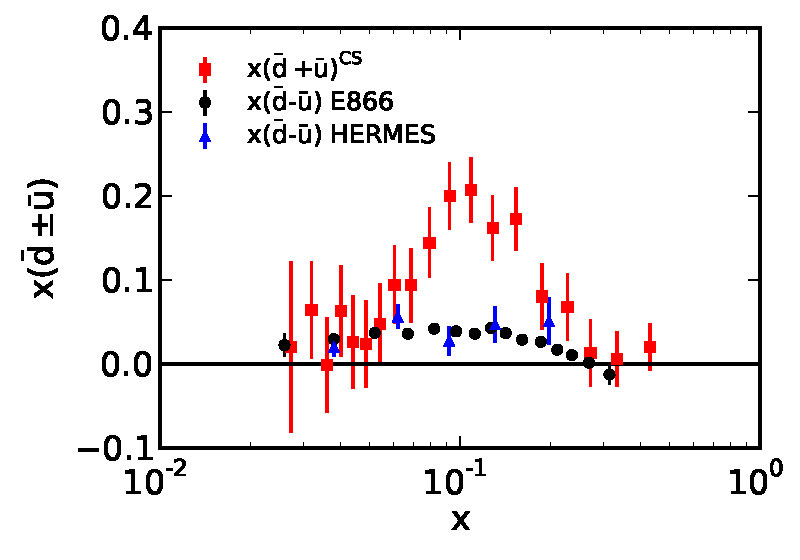 0.4
x(d̄ +ū)^CS
x(d̄-ū) E866
0.3
x(d̄-ū) HERMES
0.2
x(d̄ ±ū)
0.1
0.0
−0.1
10^-2
10^-1
10^0
x